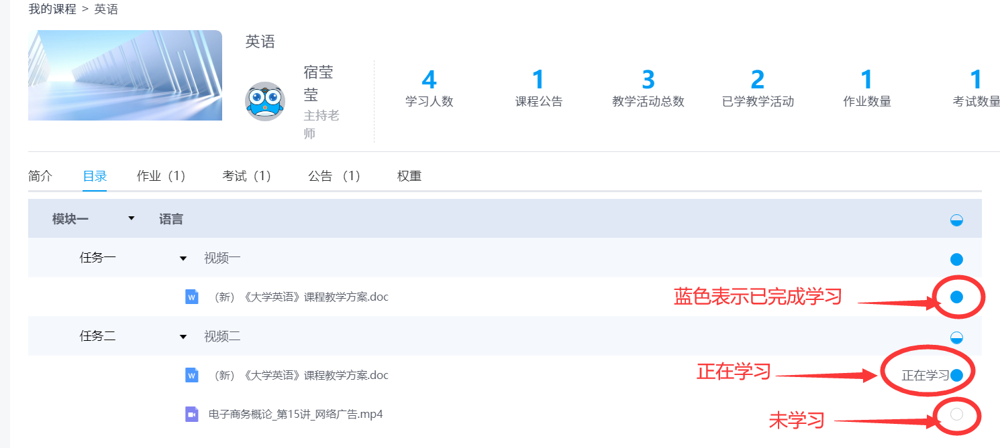 我的课程 > 英语
英语
宿莹
莹
主持老
师
4
学习人数
1
课程公告
3
教学活动总数
2
已学教学活动
1
作业数量
1
考试数量
简介 目录 作业（1） 考试（1） 公告 （1） 权重
模块一 语言
任务一 视频一
W （新）《大学英语》课程教学方案.doc 蓝色表示已完成学习
任务二 视频二
W （新）《大学英语》课程教学方案.doc 正在学习 正在学习
电子商务概论_第15讲_网络广告.mp4 未学习